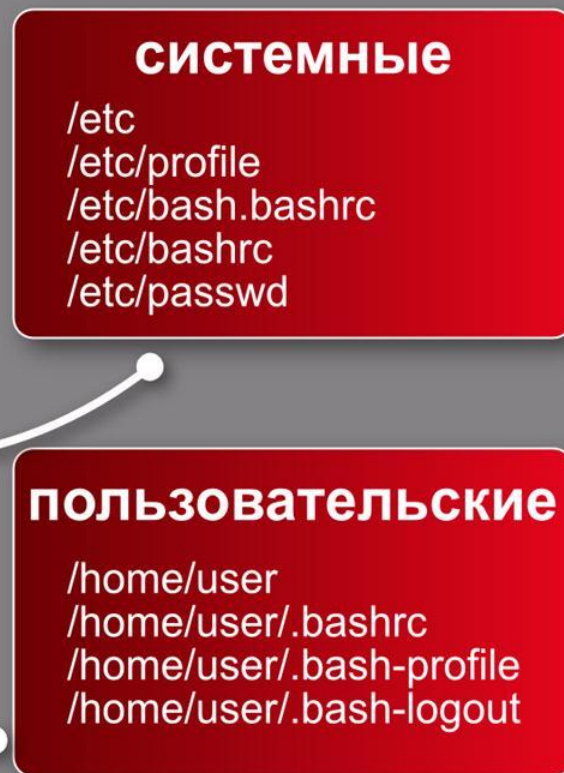 системные
/etc
/etc/profile
/etc/bash.bashrc
/etc/bashrc
/etc/passwd
пользовательские
/home/user
/home/user/.bashrc
/home/user/.bash-profile
/home/user/.bash-logout